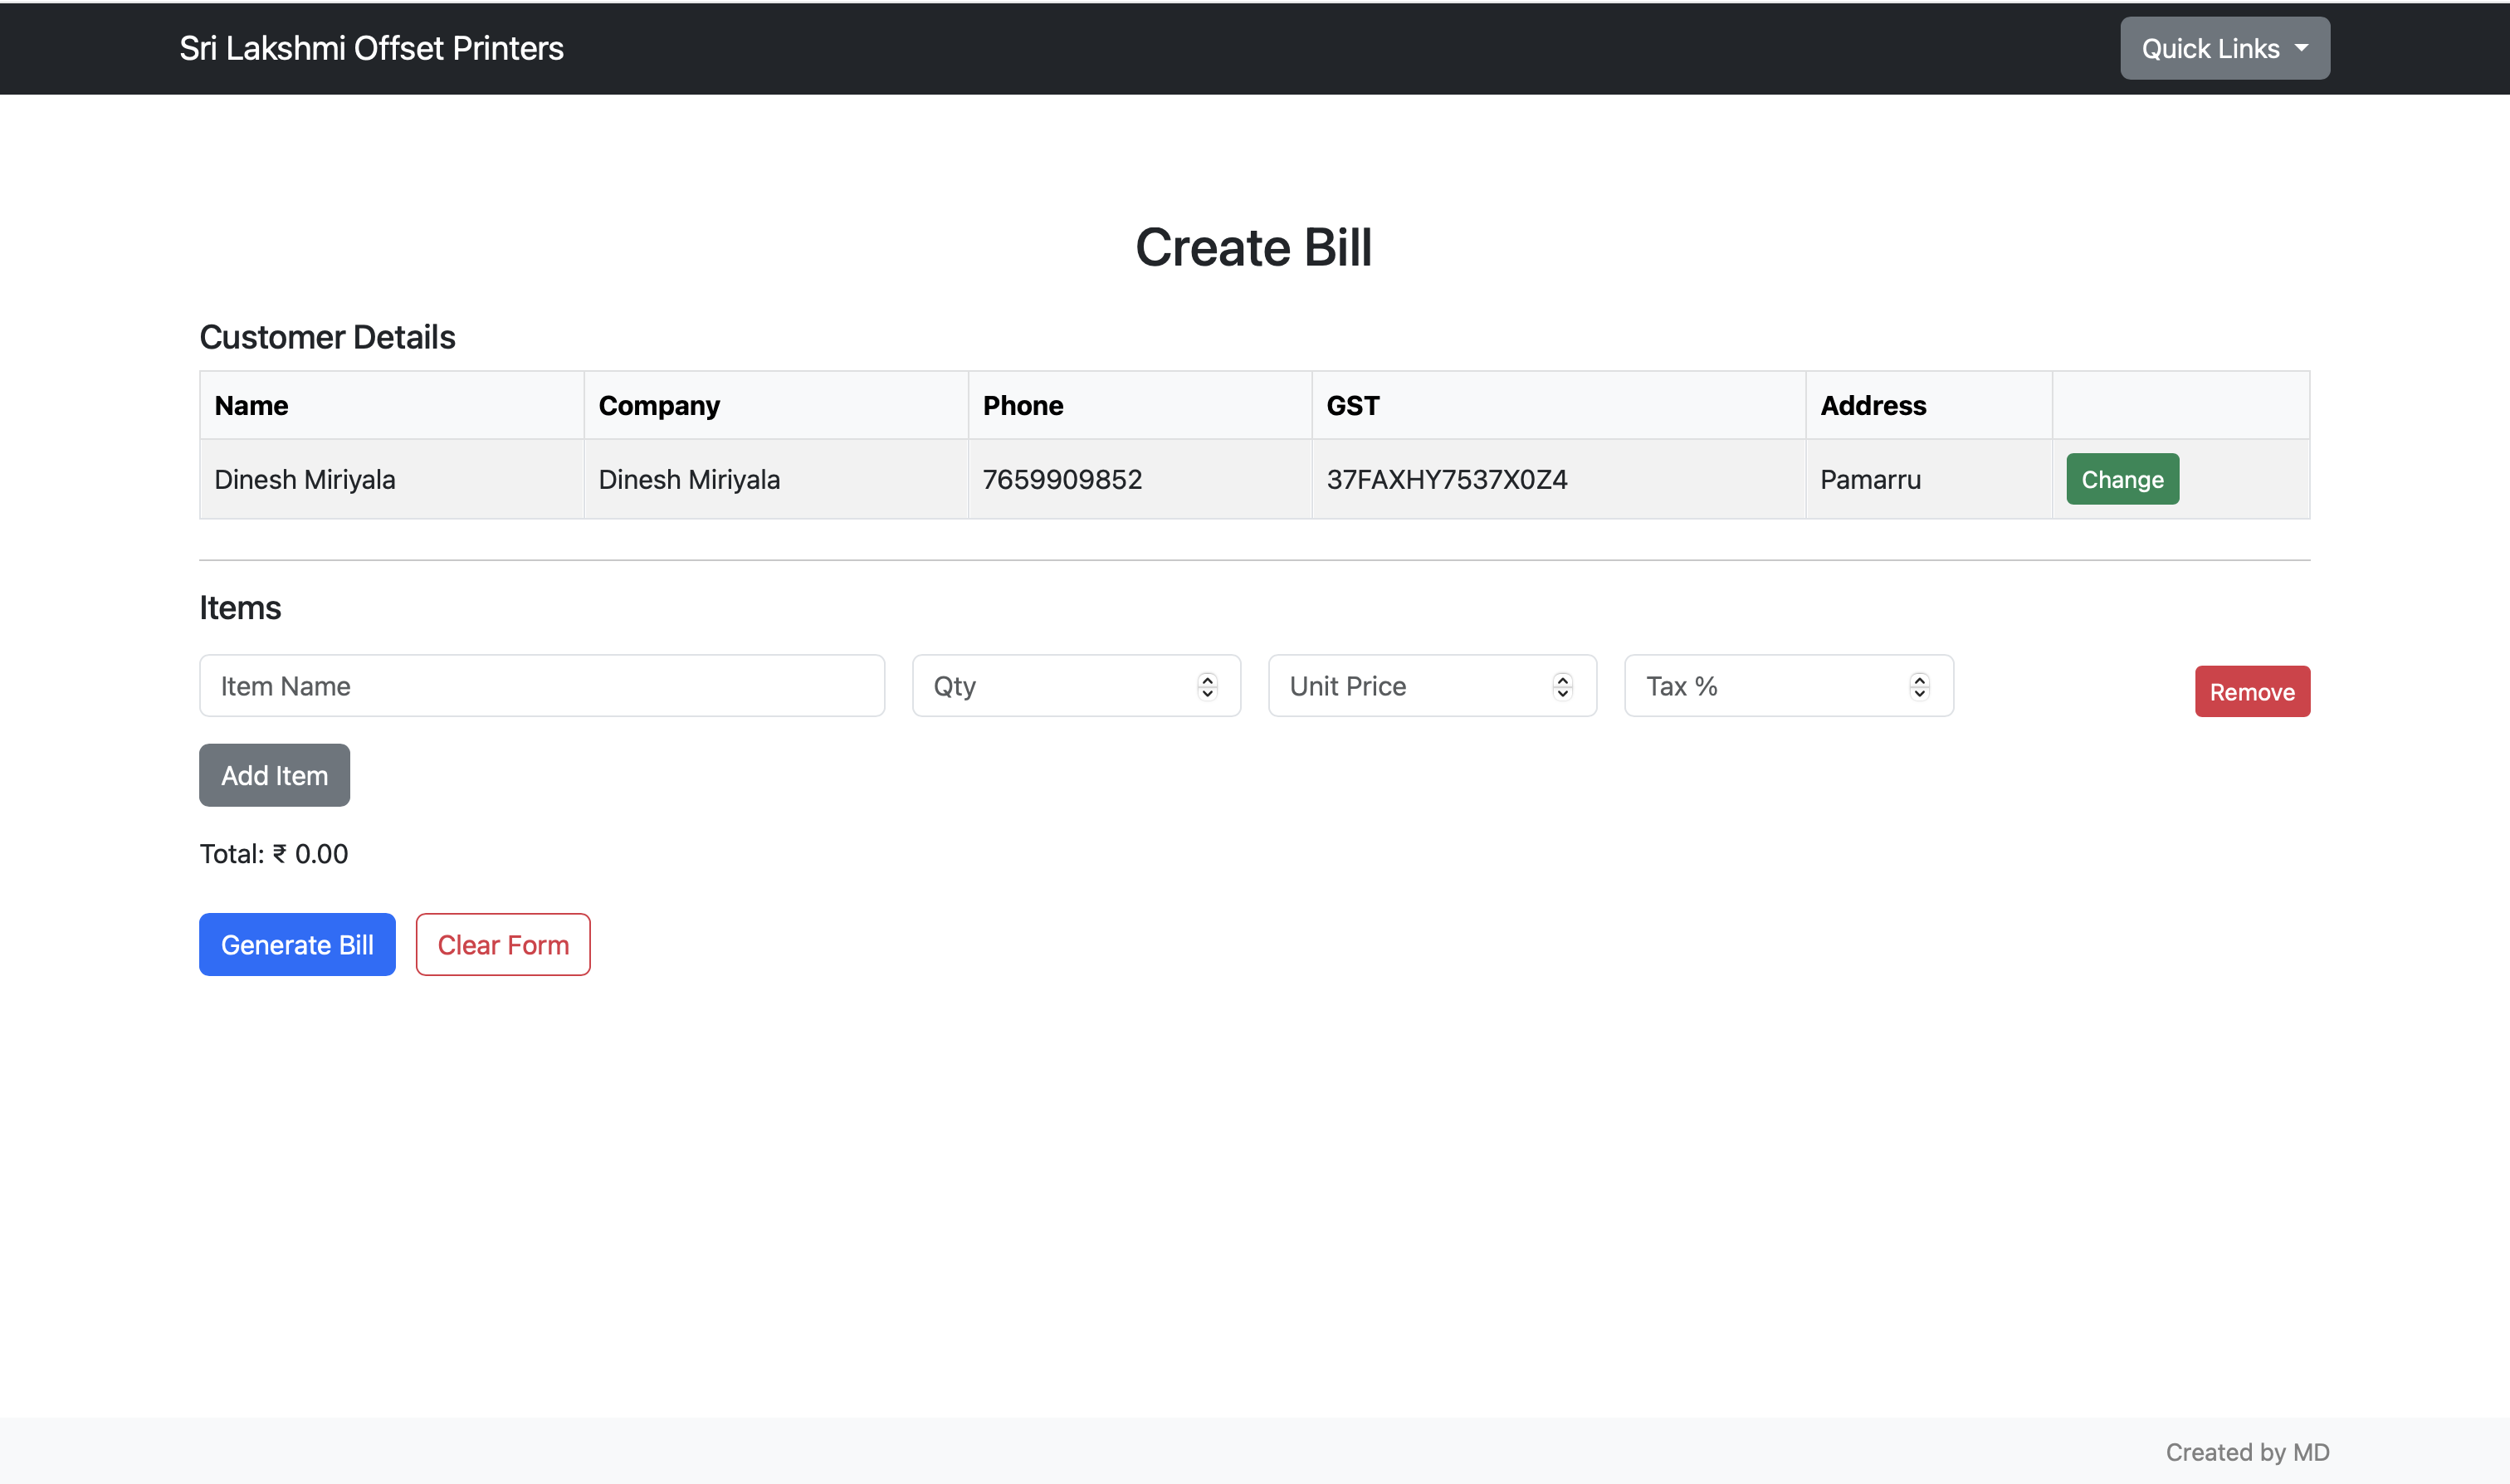 Sri Lakshmi Offset Printers Quick Links
Create Bill
Customer Details
Name Company Phone GST Address
Dinesh Miriyala Dinesh Miriyala 7659909852 37FAXHY7537X0Z4 Pamarru Change
Items
Item Name Qty Unit Price Tax % Remove
Add Item
Total: ₹ 0.00
Generate Bill Clear Form
Created by MD